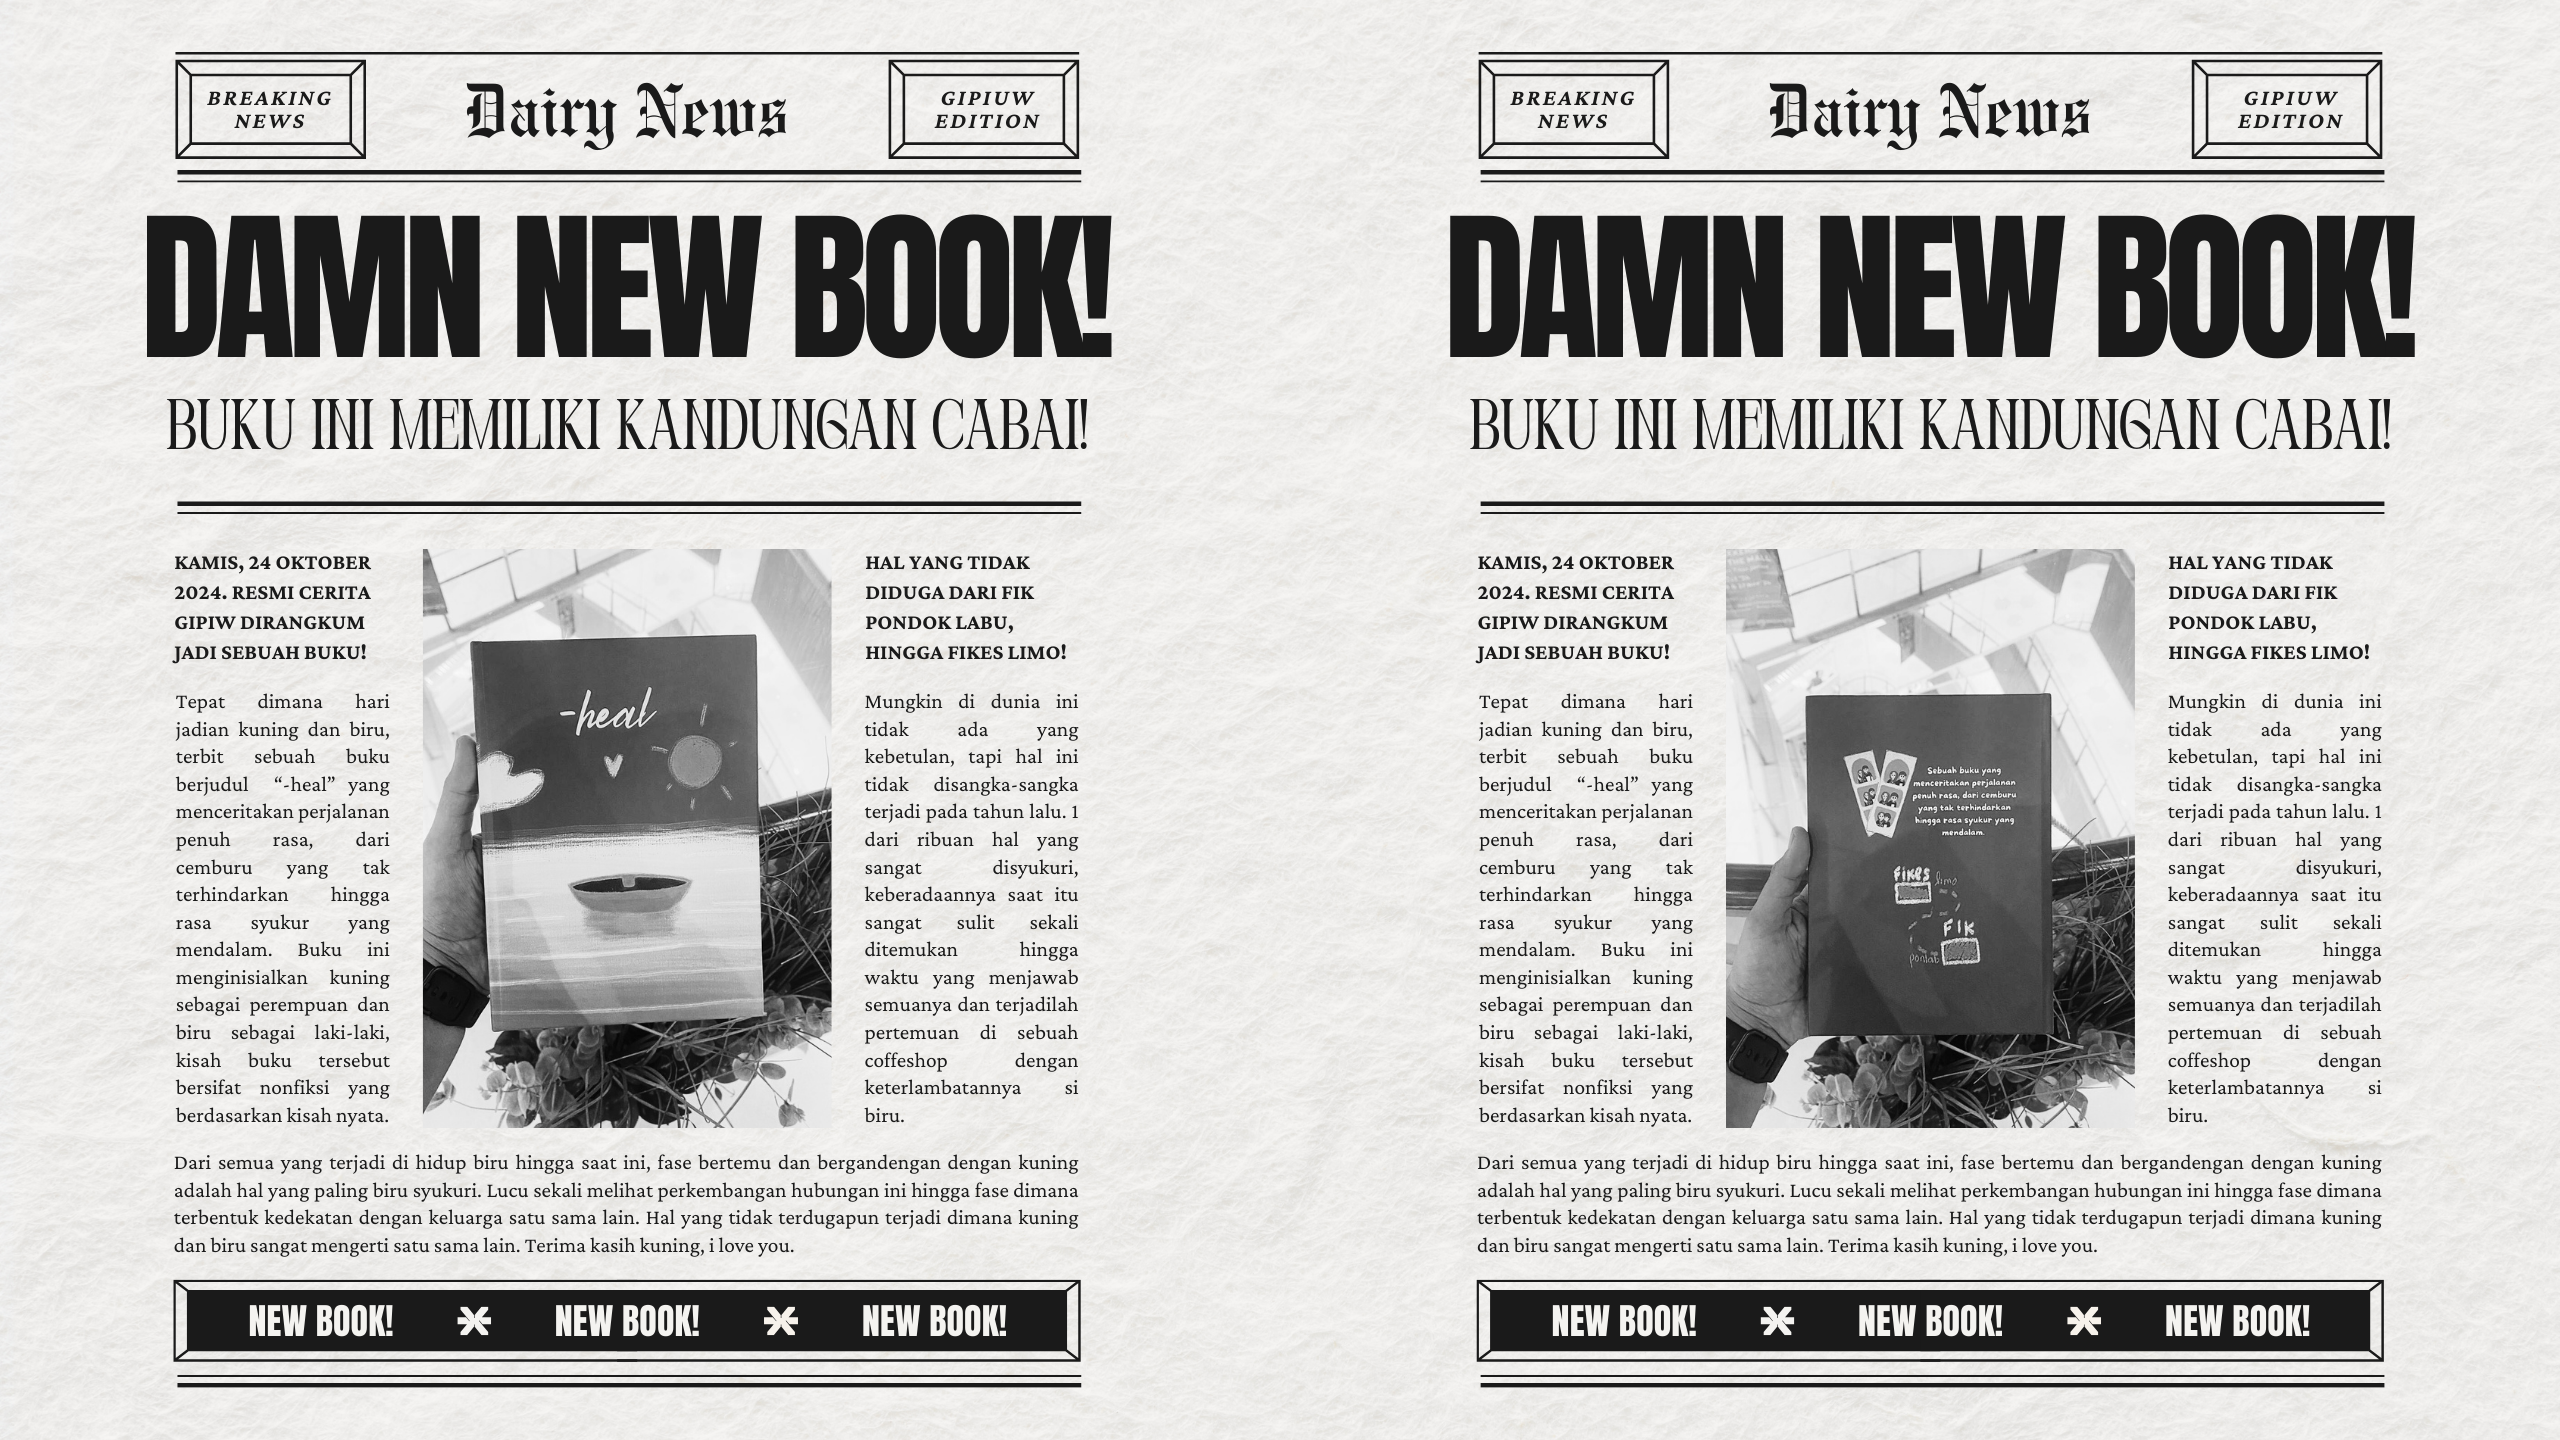 BREAKING
NEWS
Dairy News
GIPIUW
EDITION
DAMN NEW BOOK!
BUKU INI MEMILIKI KANDUNGAN CABAI!
KAMIS, 24 OKTOBER
2024. RESMI CERITA
GIPIW DIRANGKUM
JADI SEBUAH BUKU!
Tepat dimana hari
jadian kuning dan biru,
terbit sebuah buku
berjudul “-heal” yang
menceritakan perjalanan
penuh rasa, dari
cemburu yang tak
terhindarkan hingga
rasa syukur yang
mendalam. Buku ini
menginisialkan kuning
sebagai perempuan dan
biru sebagai laki-laki,
kisah buku tersebut
bersifat nonfiksi yang
berdasarkan kisah nyata.
-heal
HAL YANG TIDAK
DIDUGA DARI FIK
PONDOK LABU,
HINGGA FIKES LIMO!
Mungkin di dunia ini
tidak ada yang
kebetulan, tapi hal ini
tidak disangka-sangka
terjadi pada tahun lalu. 1
dari ribuan hal yang
sangat disyukuri,
keberadaannya saat itu
sangat sulit sekali
ditemukan hingga
waktu yang menjawab
semuanya dan terjadilah
pertemuan di sebuah
coffeshop dengan
keterlambatannya si
biru.
Dari semua yang terjadi di hidup biru hingga saat ini, fase bertemu dan bergandengan dengan kuning
adalah hal yang paling biru syukuri. Lucu sekali melihat perkembangan hubungan ini hingga fase dimana
terbentuk kedekatan dengan keluarga satu sama lain. Hal yang tidak terdugapun terjadi dimana kuning
dan biru sangat mengerti satu sama lain. Terima kasih kuning, i love you.
NEW BOOK! NEW BOOK! NEW BOOK!
BREAKING
NEWS
Dairy News
GIPIUW
EDITION
DAMN NEW BOOK!
BUKU INI MEMILIKI KANDUNGAN CABAI!
KAMIS, 24 OKTOBER
2024. RESMI CERITA
GIPIW DIRANGKUM
JADI SEBUAH BUKU!
Tepat dimana hari
jadian kuning dan biru,
terbit sebuah buku
berjudul “-heal” yang
menceritakan perjalanan
penuh rasa, dari
cemburu yang tak
terhindarkan hingga
rasa syukur yang
mendalam. Buku ini
menginisialkan kuning
sebagai perempuan dan
biru sebagai laki-laki,
kisah buku tersebut
bersifat nonfiksi yang
berdasarkan kisah nyata.
Sebuah buku yang
menceritakan perjalanan
penuh rasa, dari cemburu
yang tak terhindarkan
hingga rasa syukur yang
mendalam.
FIKES limo
FIK
ponlab
HAL YANG TIDAK
DIDUGA DARI FIK
PONDOK LABU,
HINGGA FIKES LIMO!
Mungkin di dunia ini
tidak ada yang
kebetulan, tapi hal ini
tidak disangka-sangka
terjadi pada tahun lalu. 1
dari ribuan hal yang
sangat disyukuri,
keberadaannya saat itu
sangat sulit sekali
ditemukan hingga
waktu yang menjawab
semuanya dan terjadilah
pertemuan di sebuah
coffeshop dengan
keterlambatannya si
biru.
Dari semua yang terjadi di hidup biru hingga saat ini, fase bertemu dan bergandengan dengan kuning
adalah hal yang paling biru syukuri. Lucu sekali melihat perkembangan hubungan ini hingga fase dimana
terbentuk kedekatan dengan keluarga satu sama lain. Hal yang tidak terdugapun terjadi dimana kuning
dan biru sangat mengerti satu sama lain. Terima kasih kuning, i love you.
NEW BOOK! NEW BOOK! NEW BOOK!